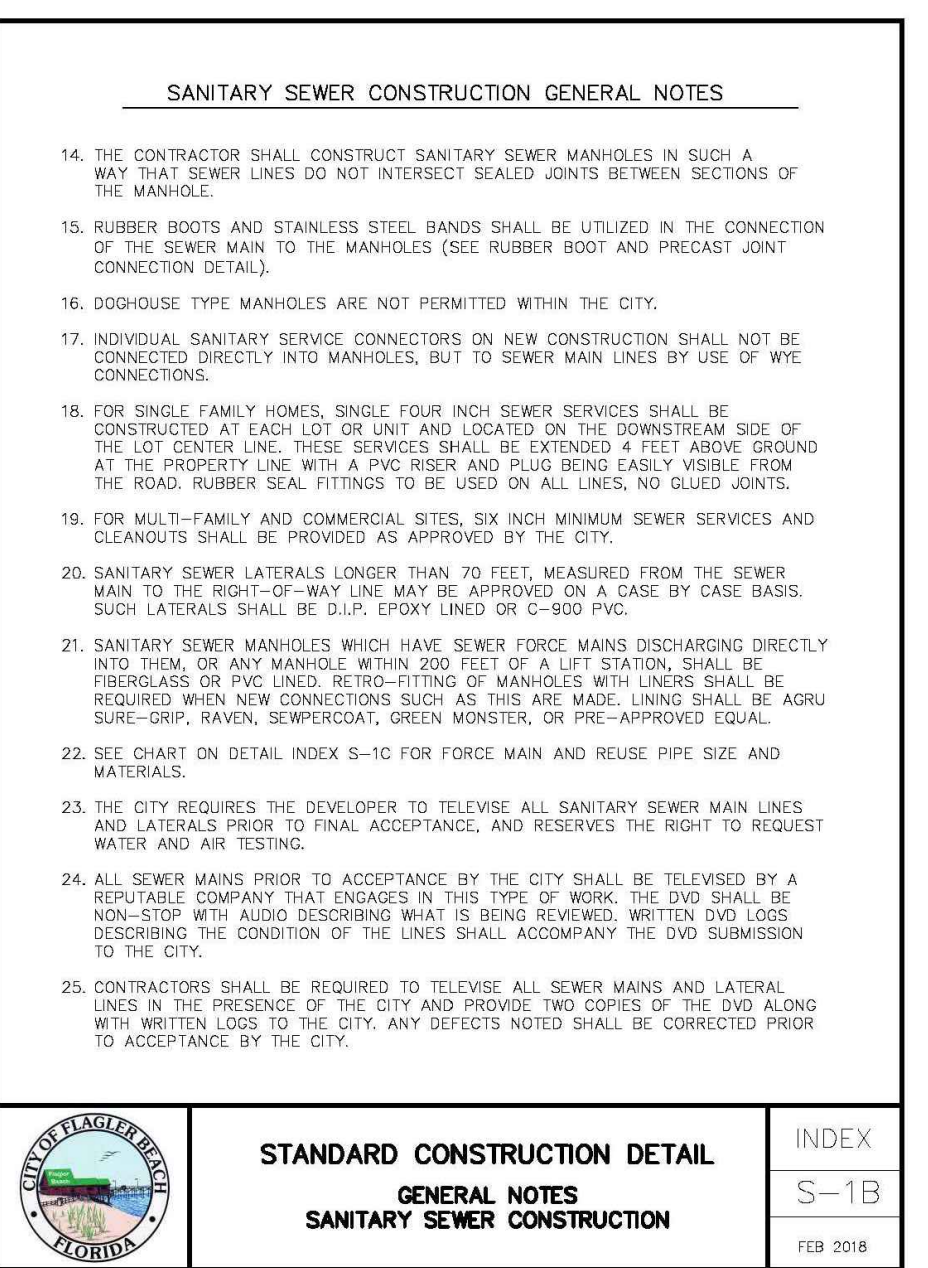 SANITARY SEWER CONSTRUCTION GENERAL NOTES
14. THE CONTRACTOR SHALL CONSTRUCT SANITARY SEWER MANHOLES IN SUCH A
WAY THAT SEWER LINES DO NOT INTERSECT SEALED JOINTS BETWEEN SECTIONS OF
THE MANHOLE.
15. RUBBER BOOTS AND STAINLESS STEEL BANDS SHALL BE UTILIZED IN THE CONNECTION
OF THE SEWER MAIN TO THE MANHOLES (SEE RUBBER BOOT AND PRECAST JOINT
CONNECTION DETAIL).
16. DOGHOUSE TYPE MANHOLES ARE NOT PERMITTED WITHIN THE CITY.
17. INDIVIDUAL SANITARY SERVICE CONNECTORS ON NEW CONSTRUCTION SHALL NOT BE
CONNECTED DIRECTLY INTO MANHOLES, BUT TO SEWER MAIN LINES BY USE OF WYE
CONNECTIONS.
18. FOR SINGLE FAMILY HOMES, SINGLE FOUR INCH SEWER SERVICES SHALL BE
CONSTRUCTED AT EACH LOT OR UNIT AND LOCATED ON THE DOWNSTREAM SIDE OF
THE LOT CENTER LINE. THESE SERVICES SHALL BE EXTENDED 4 FEET ABOVE GROUND
AT THE PROPERTY LINE WITH A PVC RISER AND PLUG BEING EASILY VISIBLE FROM
THE ROAD. RUBBER SEAL FITTINGS TO BE USED ON ALL LINES, NO GLUED JOINTS.
19. FOR MULTI-FAMILY AND COMMERCIAL SITES, SIX INCH MINIMUM SEWER SERVICES AND
CLEANOUTS SHALL BE PROVIDED AS APPROVED BY THE CITY.
20. SANITARY SEWER LATERALS LONGER THAN 70 FEET, MEASURED FROM THE SEWER
MAIN TO THE RIGHT-OF-WAY LINE MAY BE APPROVED ON A CASE BY CASE BASIS.
SUCH LATERALS SHALL BE D.I.P. EPOXY LINED OR C-900 PVC.
21. SANITARY SEWER MANHOLES WHICH HAVE SEWER FORCE MAINS DISCHARGING DIRECTLY
INTO THEM, OR ANY MANHOLE WITHIN 200 FEET OF A LIFT STATION, SHALL BE
FIBERGLASS OR PVC LINED. RETRO-FITTING OF MANHOLES WITH LINERS SHALL BE
REQUIRED WHEN NEW CONNECTIONS SUCH AS THIS ARE MADE. LINING SHALL BE AGRU
SURE-GRIP, RAVEN, SEWPERCOAT, GREEN MONSTER, OR PRE-APPROVED EQUAL.
22. SEE CHART ON DETAIL INDEX S-1C FOR FORCE MAIN AND REUSE PIPE SIZE AND
MATERIALS.
23. THE CITY REQUIRES THE DEVELOPER TO TELEVISE ALL SANITARY SEWER MAIN LINES
AND LATERALS PRIOR TO FINAL ACCEPTANCE, AND RESERVES THE RIGHT TO REQUEST
WATER AND AIR TESTING.
24. ALL SEWER MAINS PRIOR TO ACCEPTANCE BY THE CITY SHALL BE TELEVISED BY A
REPUTABLE COMPANY THAT ENGAGES IN THIS TYPE OF WORK. THE DVD SHALL BE
NON-STOP WITH AUDIO DESCRIBING WHAT IS BEING REVIEWED. WRITTEN DVD LOGS
DESCRIBING THE CONDITION OF THE LINES SHALL ACCOMPANY THE DVD SUBMISSION
TO THE CITY.
25. CONTRACTORS SHALL BE REQUIRED TO TELEVISE ALL SEWER MAINS AND LATERAL
LINES IN THE PRESENCE OF THE CITY AND PROVIDE TWO COPIES OF THE DVD ALONG
WITH WRITTEN LOGS TO THE CITY. ANY DEFECTS NOTED SHALL BE CORRECTED PRIOR
TO ACCEPTANCE BY THE CITY.
CITY OF FLAGLER BEACH
Flagler
Beach
FLORIDA
STANDARD CONSTRUCTION DETAIL
GENERAL NOTES
SANITARY SEWER CONSTRUCTION
INDEX
S-1B
FEB 2018